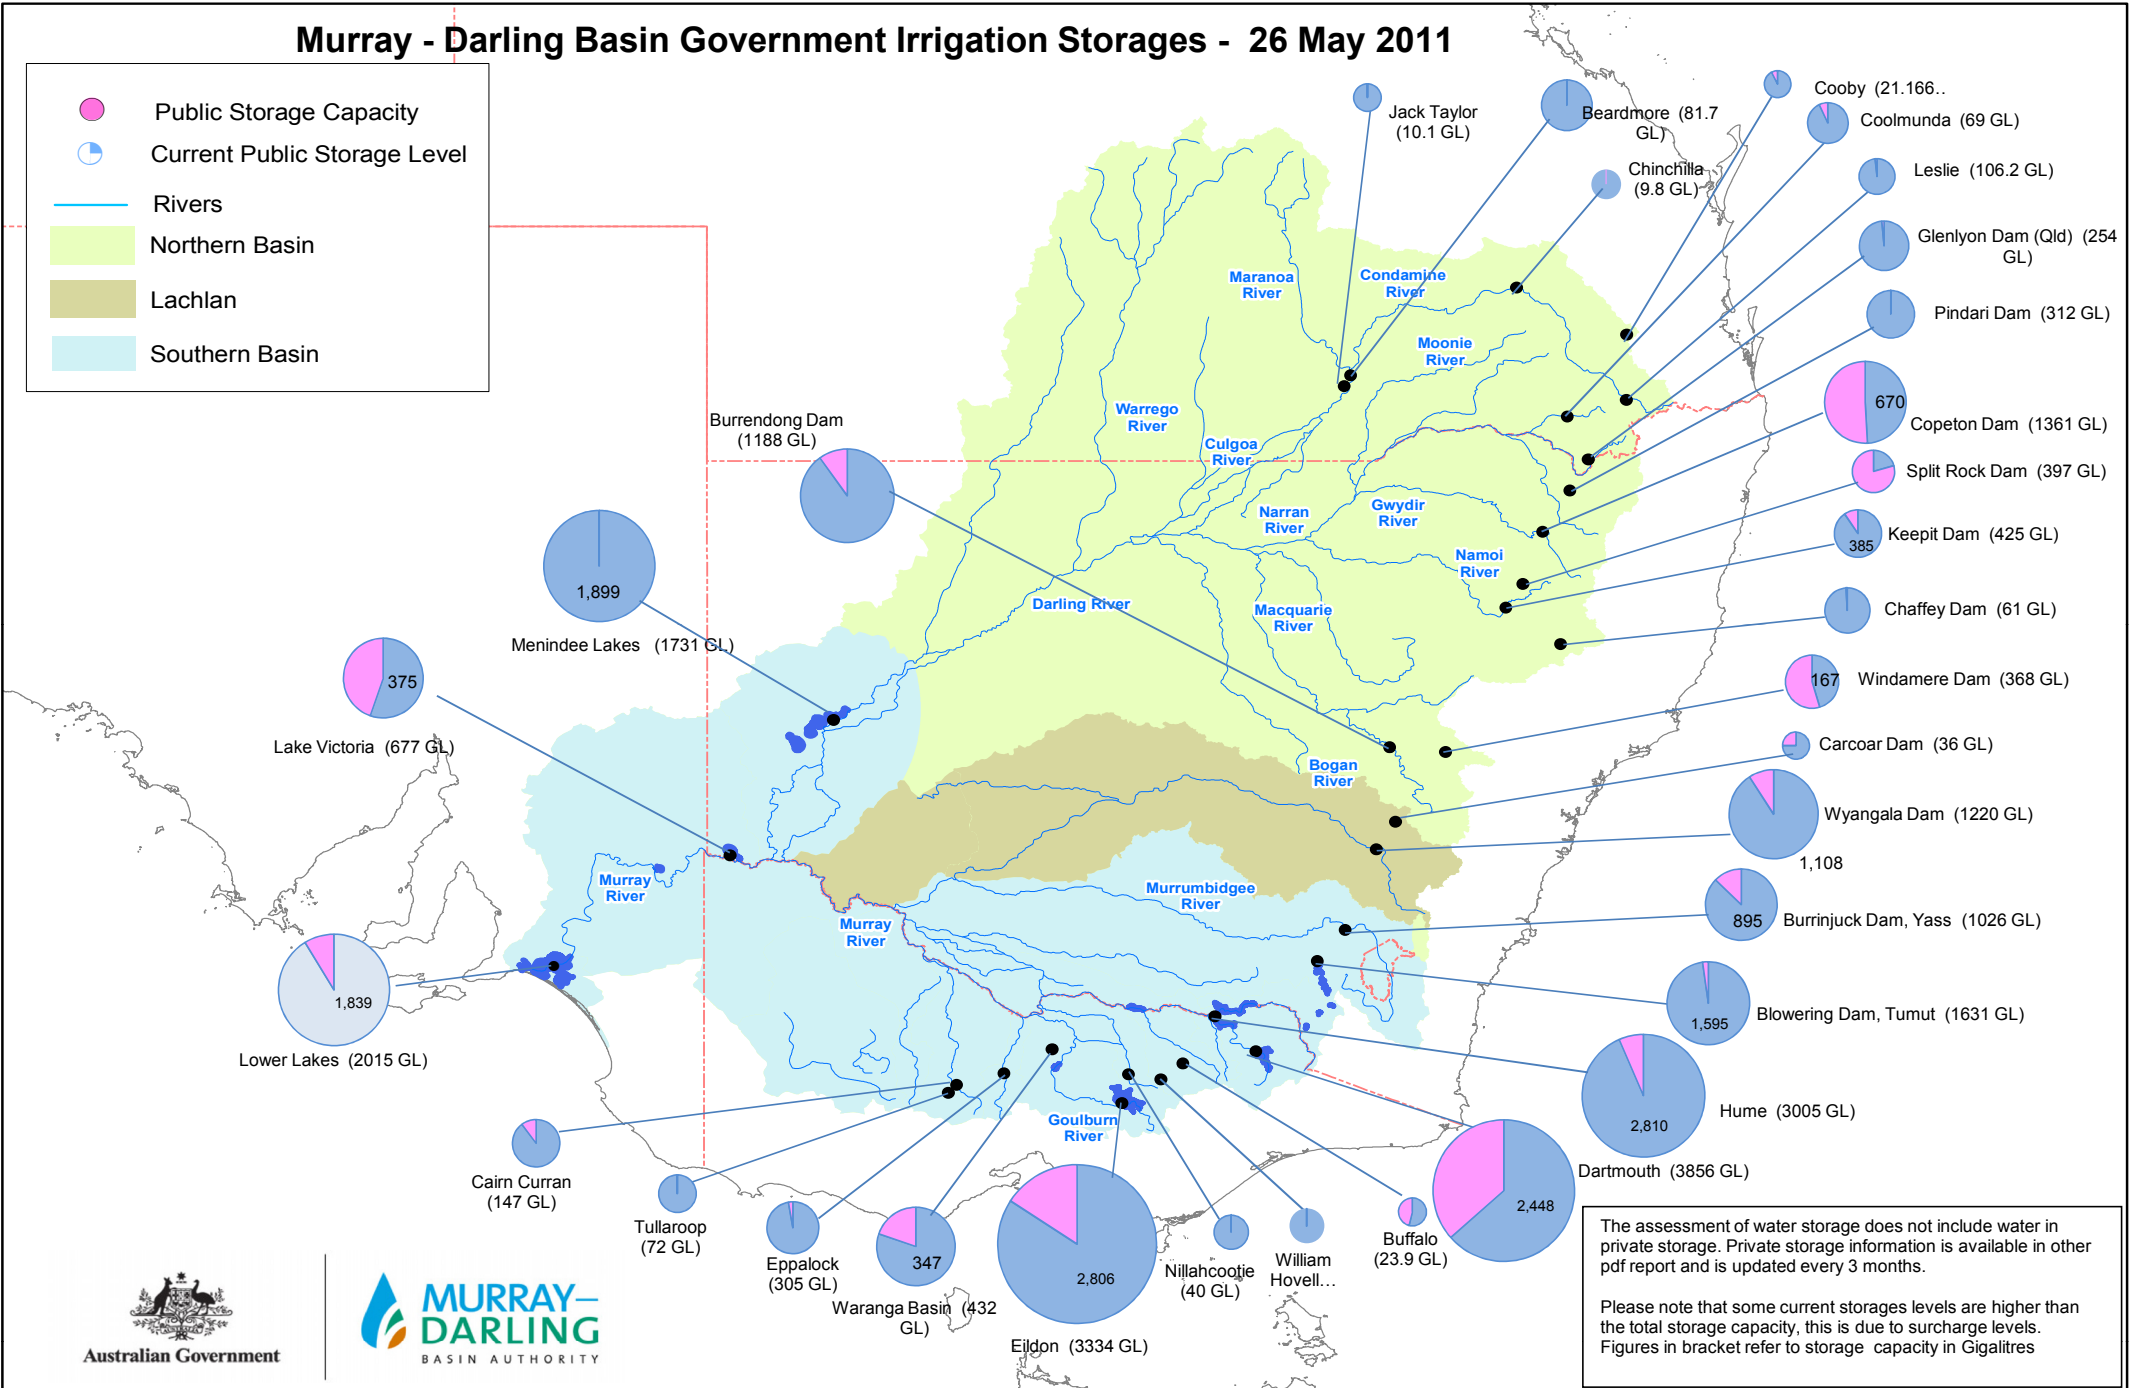 Murray - Darling Basin Government Irrigation Storages - 26 May 2011
Public Storage Capacity
Current Public Storage Level
Rivers
Northern Basin
Lachlan
Southern Basin
Jack Taylor
(10.1 GL)
Beardmore (81.7
GL)
Cooby (21.166..
Coolmunda (69 GL)
Chinchilla
(9.8 GL)
Leslie (106.2 GL)
Glenlyon Dam (Qld) (254
GL)
Pindari Dam (312 GL)
670
Copeton Dam (1361 GL)
Split Rock Dam (397 GL)
385
Keepit Dam (425 GL)
Chaffey Dam (61 GL)
167
Windamere Dam (368 GL)
Carcoar Dam (36 GL)
Wyangala Dam (1220 GL)
1,108
895
Burrinjuck Dam, Yass (1026 GL)
1,595
Blowering Dam, Tumut (1631 GL)
2,810
Hume (3005 GL)
2,448
Dartmouth (3856 GL)
Burrendong Dam
(1188 GL)
1,899
Menindee Lakes (1731 GL)
375
Lake Victoria (677 GL)
1,839
Lower Lakes (2015 GL)
Cairn Curran
(147 GL)
Tullaroop
(72 GL)
Eppalock
(305 GL)
347
Waranga Basin (432
GL)
2,806
Eildon (3334 GL)
Nillahcootie
(40 GL)
William
Hovell...
Buffalo
(23.9 GL)
Maranoa
River
Condamine
River
Moonie
River
Warrego
River
Culgoa
River
Narran
River
Gwydir
River
Namoi
River
Darling River
Macquarie
River
Bogan
River
Murray
River
Murrumbidgee
River
Murray
River
Goulburn
River
The assessment of water storage does not include water in
private storage. Private storage information is available in other
pdf report and is updated every 3 months.
Please note that some current storages levels are higher than
the total storage capacity, this is due to surcharge levels.
Figures in bracket refer to storage capacity in Gigalitres
Australian Government
MURRAY–
DARLING
BASIN AUTHORITY